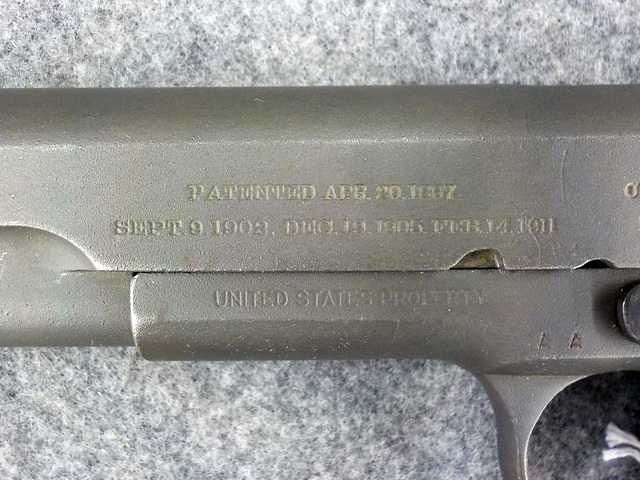 PATENTED APR. 20. 1897
SEPT. 9. 1902. DEC. 19. 1905. FEB. 14. 1911
UNITED STATES PROPERTY
A A